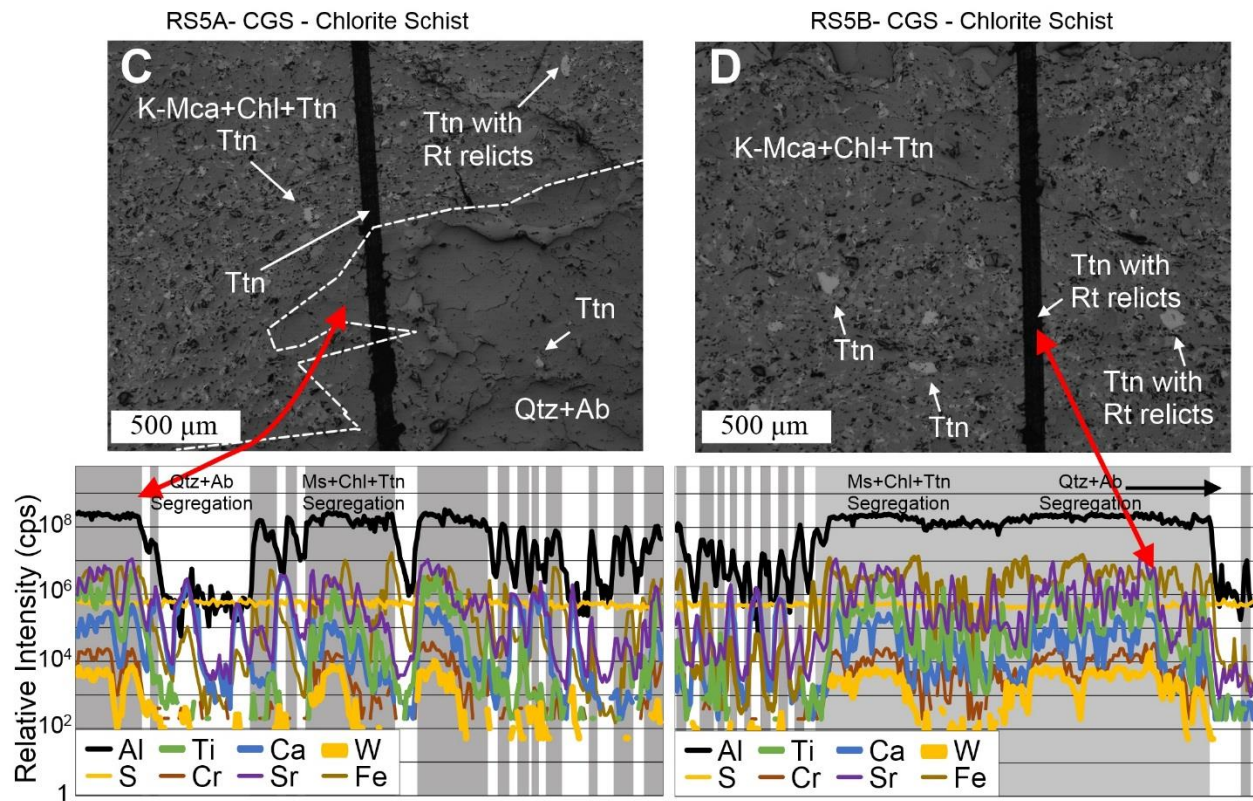 RS5A- CGS - Chlorite Schist
C
K-Mca+Chl+Ttn
Ttn
Ttn with
Rt relicts
Ttn
Ttn
Qtz+Ab
500 µm
RS5B- CGS - Chlorite Schist
D
K-Mca+Chl+Ttn
Ttn with
Rt relicts
Ttn
Ttn
Ttn with
Rt relicts
500 µm
Relative Intensity (cps)
10⁸
10⁶
10⁴
10²
1
Qtz+Ab
Segregation
Ms+Chl+Ttn
Segregation
Al Ti Ca W
S Cr Sr Fe
Ms+Chl+Ttn
Segregation
Qtz+Ab
Segregation
Al Ti Ca W
S Cr Sr Fe